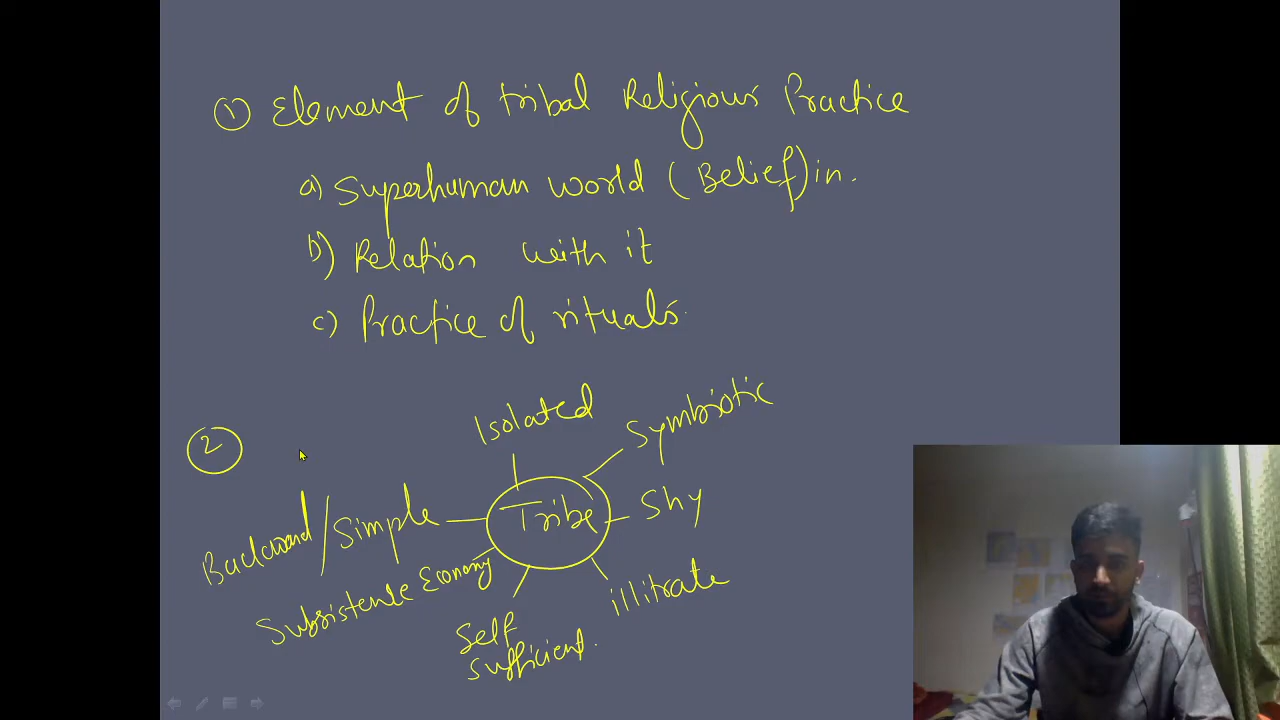 ① Element of tribal Religious Practice
a) Superhuman world (Belief) in.
b) Relation with it
c) Practice of rituals.
②
Isolated
Symbiotic
Backward/Simple
Tribe
Shy
Subsistence Economy
illitrate
Self
Sufficient.